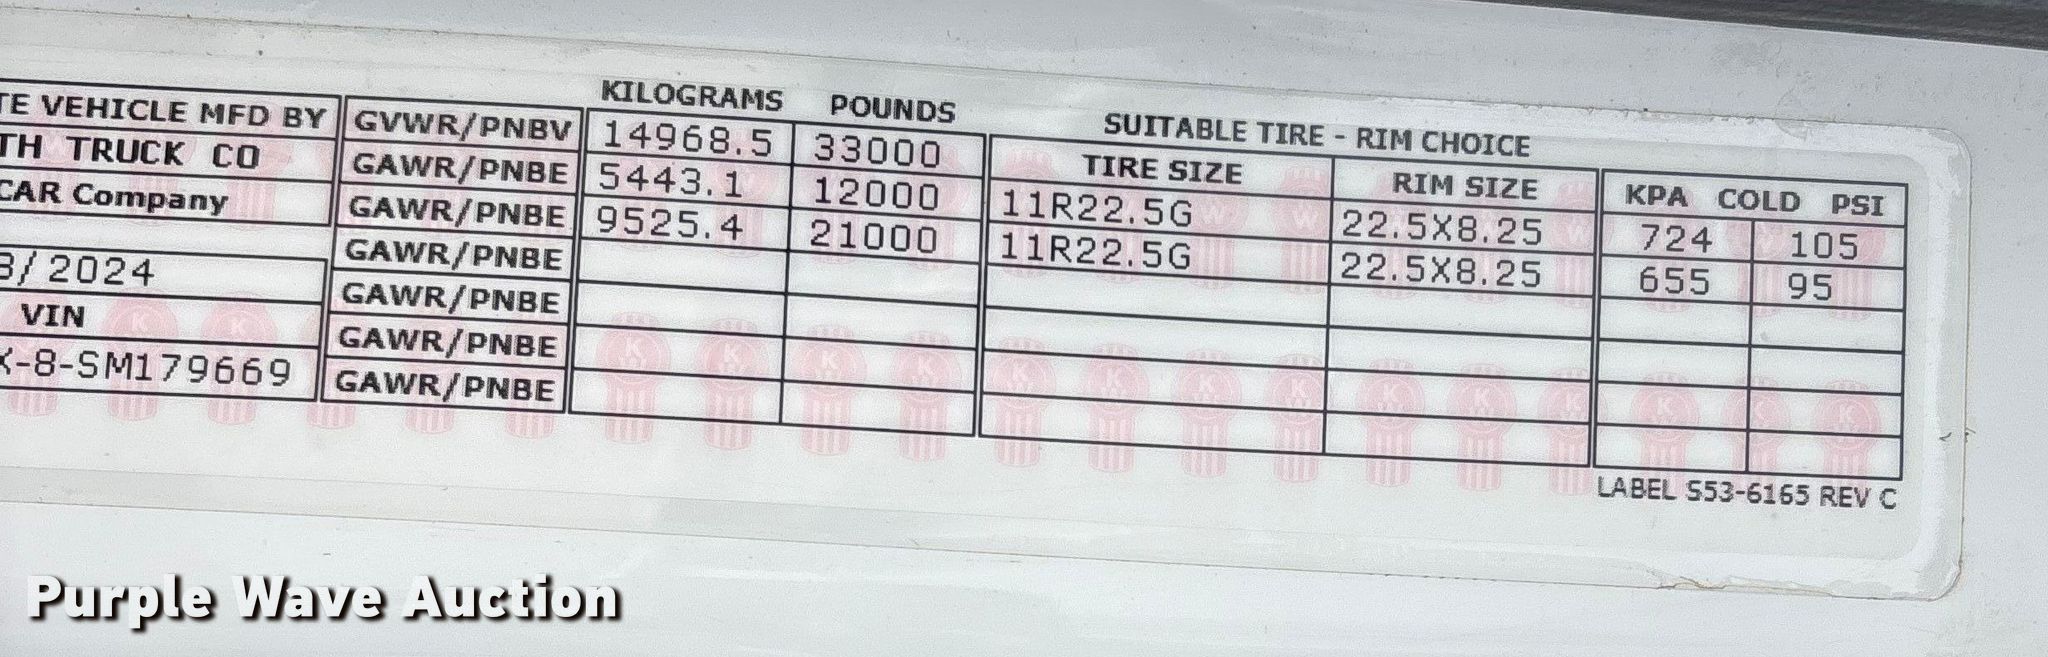 KILOGRAMS POUNDS
SUITABLE TIRE - RIM CHOICE
TE VEHICLE MFD BY
TH TRUCK CO
CAR Company
3/2024
VIN
X-8-SM179669
GVWR/PNBV 14968.5 33000 TIRE SIZE RIM SIZE KPA COLD PSI
GAWR/PNBE 5443.1 12000 11R22.5G 22.5X8.25 724 105
GAWR/PNBE 9525.4 21000 11R22.5G 22.5X8.25 655 95
GAWR/PNBE
GAWR/PNBE
GAWR/PNBE
GAWR/PNBE
LABEL S53-6165 REV C
Purple Wave Auction